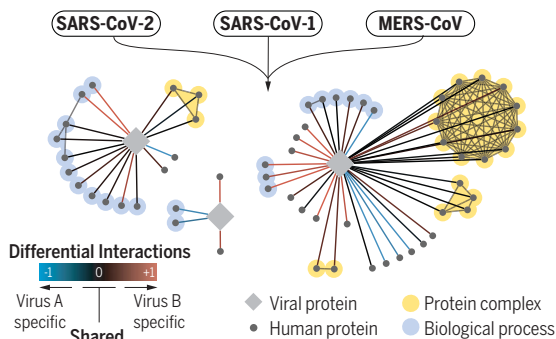 SARS-CoV-2 SARS-CoV-1 MERS-CoV
Differential Interactions
-1 0 +1
Virus A Virus B
specific specific
Shared
Viral protein Protein complex
Human protein Biological process